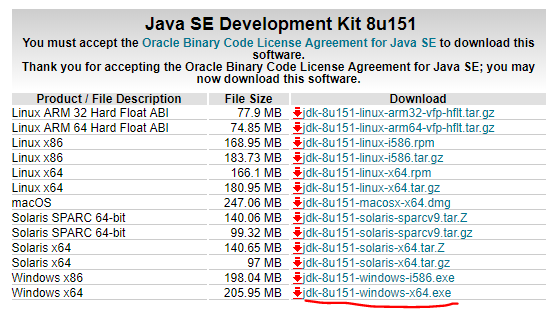 Java SE Development Kit 8u151
You must accept the Oracle Binary Code License Agreement for Java SE to download this
software.
Thank you for accepting the Oracle Binary Code License Agreement for Java SE; you may
now download this software.
Product / File Description File Size Download
Linux ARM 32 Hard Float ABI 77.9 MB jdk-8u151-linux-arm32-vfp-hflt.tar.gz
Linux ARM 64 Hard Float ABI 74.85 MB jdk-8u151-linux-arm64-vfp-hflt.tar.gz
Linux x86 168.95 MB jdk-8u151-linux-i586.rpm
Linux x86 183.73 MB jdk-8u151-linux-i586.tar.gz
Linux x64 166.1 MB jdk-8u151-linux-x64.rpm
Linux x64 180.95 MB jdk-8u151-linux-x64.tar.gz
macOS 247.06 MB jdk-8u151-macosx-x64.dmg
Solaris SPARC 64-bit 140.06 MB jdk-8u151-solaris-sparcv9.tar.Z
Solaris SPARC 64-bit 99.32 MB jdk-8u151-solaris-sparcv9.tar.gz
Solaris x64 140.65 MB jdk-8u151-solaris-x64.tar.Z
Solaris x64 97 MB jdk-8u151-solaris-x64.tar.gz
Windows x86 198.04 MB jdk-8u151-windows-i586.exe
Windows x64 205.95 MB jdk-8u151-windows-x64.exe